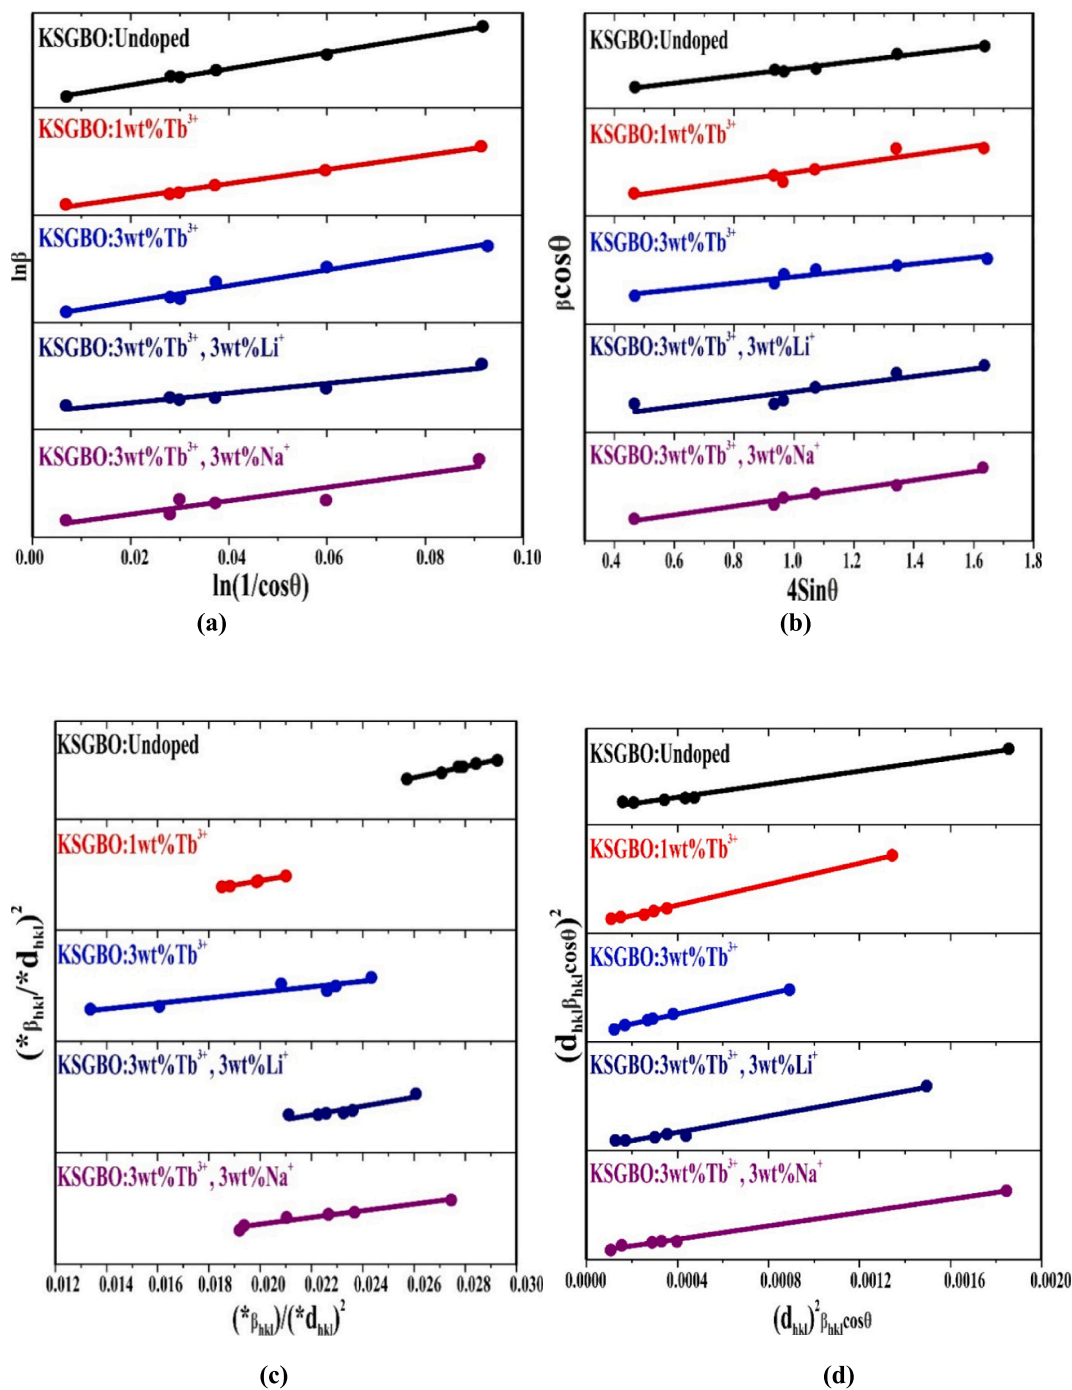 KSGBO:Undoped
KSGBO:1wt%Tb³⁺
KSGBO:3wt%Tb³⁺
KSGBO:3wt%Tb³⁺, 3wt%Li⁺
KSGBO:3wt%Tb³⁺, 3wt%Na⁺
lnβ
0.00 0.02 0.04 0.06 0.08 0.10
ln(1/cosθ)
(a)
KSGBO:Undoped
KSGBO:1wt%Tb³⁺
KSGBO:3wt%Tb³⁺
KSGBO:3wt%Tb³⁺, 3wt%Li⁺
KSGBO:3wt%Tb³⁺, 3wt%Na⁺
βcosθ
0.4 0.6 0.8 1.0 1.2 1.4 1.6 1.8
4Sinθ
(b)
KSGBO:Undoped
KSGBO:1wt%Tb³⁺
KSGBO:3wt%Tb³⁺
KSGBO:3wt%Tb³⁺, 3wt%Li⁺
KSGBO:3wt%Tb³⁺, 3wt%Na⁺
(*βhkl/*dhkl)²
0.012 0.014 0.016 0.018 0.020 0.022 0.024 0.026 0.028 0.030
(*βhkl)/(*dhkl)²
(c)
KSGBO:Undoped
KSGBO:1wt%Tb³⁺
KSGBO:3wt%Tb³⁺
KSGBO:3wt%Tb³⁺, 3wt%Li⁺
KSGBO:3wt%Tb³⁺, 3wt%Na⁺
(dhklβhklcosθ)²
0.0000 0.0004 0.0008 0.0012 0.0016 0.0020
(dhkl)²βhklcosθ
(d)